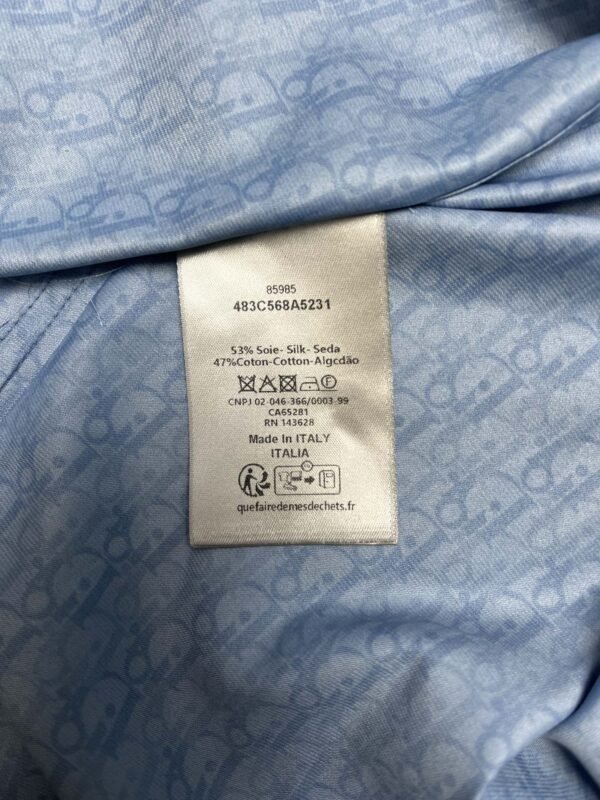 85985
483C568A5231
53% Soie- Silk- Seda
47%Coton-Cotton-Algcdão
CNPJ 02-046-366/0003-99
CA65281
RN 143628
Made In ITALY
ITALIA
quefairedemesdechets.fr